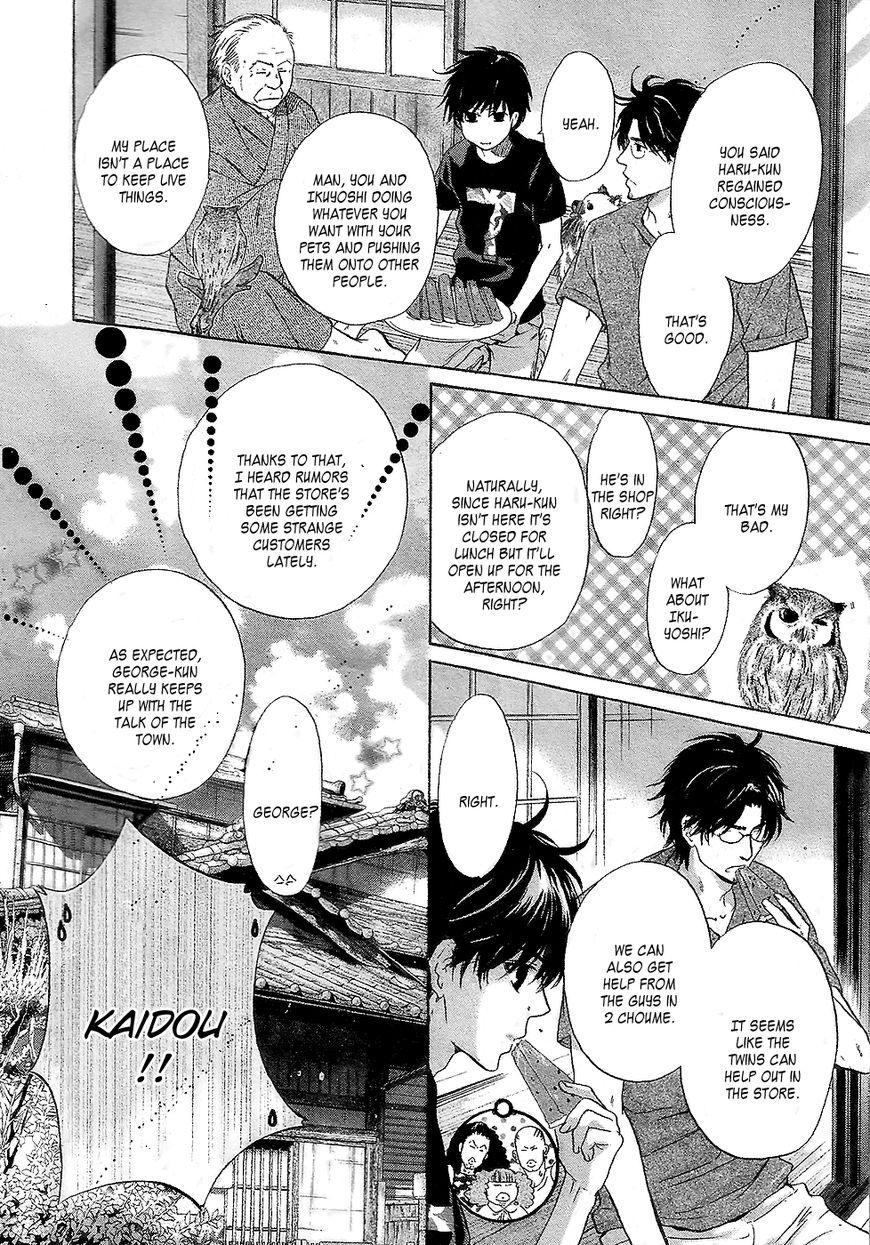 YOU SAID
HARU-KUN
REGAINED
CONSCIOUS-
NESS.
THAT'S
GOOD.
YEAH.
MAN, YOU AND
IKUYOSHI DOING
WHATEVER YOU
WANT WITH YOUR
PETS AND PUSHING
THEM ONTO OTHER
PEOPLE.
MY PLACE
ISN'T A PLACE
TO KEEP LIVE
THINGS.
THAT'S MY
BAD.
WHAT
ABOUT
IKU-
YOSHI?
HE'S IN
THE SHOP
RIGHT?
NATURALLY,
SINCE HARU-KUN
ISN'T HERE IT'S
CLOSED FOR
LUNCH BUT IT'LL
OPEN UP FOR THE
AFTERNOON,
RIGHT?
RIGHT.
IT SEEMS
LIKE THE
TWINS CAN
HELP OUT IN
THE STORE.
WE CAN
ALSO GET
HELP FROM
THE GUYS IN
2 CHOUME.
THANKS TO THAT,
I HEARD RUMORS
THAT THE STORE'S
BEEN GETTING
SOME STRANGE
CUSTOMERS
LATELY.
AS EXPECTED,
GEORGE-KUN
REALLY KEEPS
UP WITH THE
TALK OF THE
TOWN.
GEORGE?
KAIDOU
!!